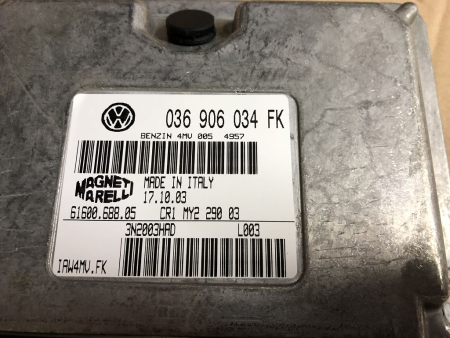 036 906 034 FK
BENZIN 4MV 005 4957
MAGNETI
MARELLI
MADE IN ITALY
17.10.03
61600.688.05 CR1 MY2 290 03
3N2003HAD L003
IAW4MV.FK